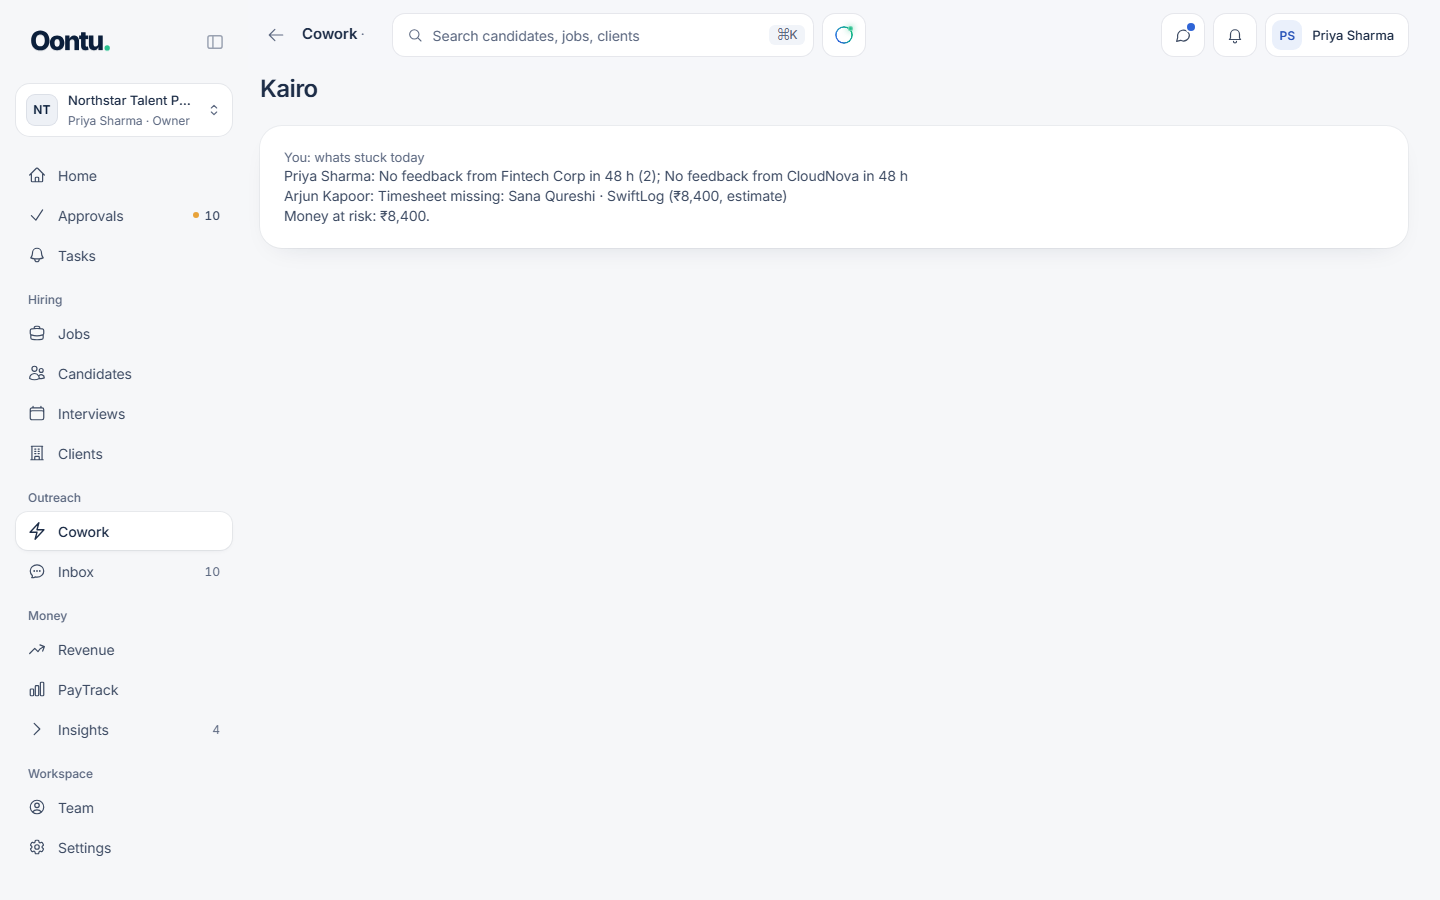 Oontu.
Cowork ·
Search candidates, jobs, clients
⌘K
PS
Priya Sharma
NT
Northstar Talent P...
Priya Sharma · Owner
Home
Approvals
10
Tasks
Hiring
Jobs
Candidates
Interviews
Clients
Outreach
Cowork
Inbox
10
Money
Revenue
PayTrack
Insights
4
Workspace
Team
Settings
Kairo
You: whats stuck today
Priya Sharma: No feedback from Fintech Corp in 48 h (2); No feedback from CloudNova in 48 h
Arjun Kapoor: Timesheet missing: Sana Qureshi · SwiftLog (₹8,400, estimate)
Money at risk: ₹8,400.